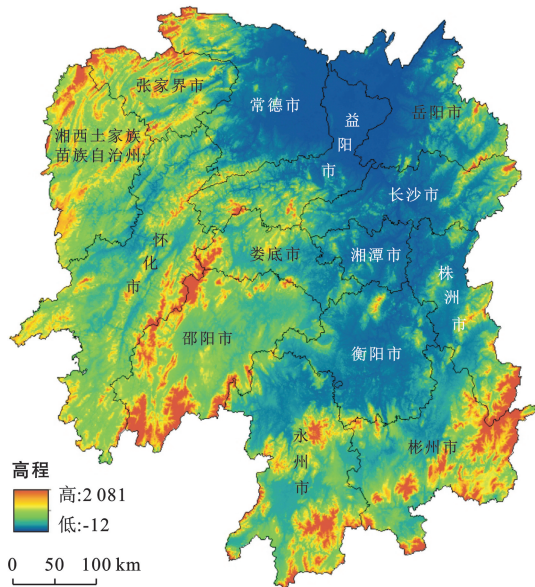 张家界市
常德市
益
阳
市
岳阳市
湘西土家族
苗族自治州
长沙市
怀
化
市
娄底市
湘潭市
株
洲
市
邵阳市
衡阳市
永
州
市
彬州市
高程
高:2 081
低:-12
0 50 100 km